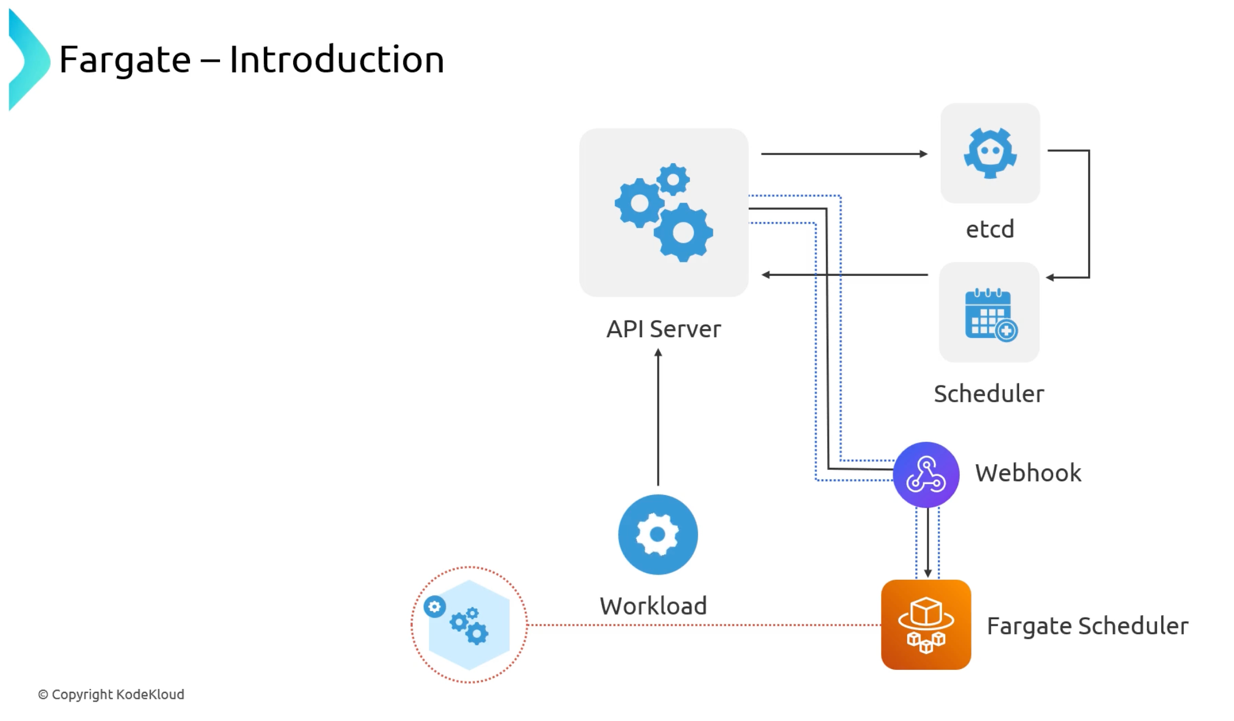 Fargate – Introduction
etcd
API Server
Scheduler
Webhook
Workload
Fargate Scheduler
© Copyright KodeKloud